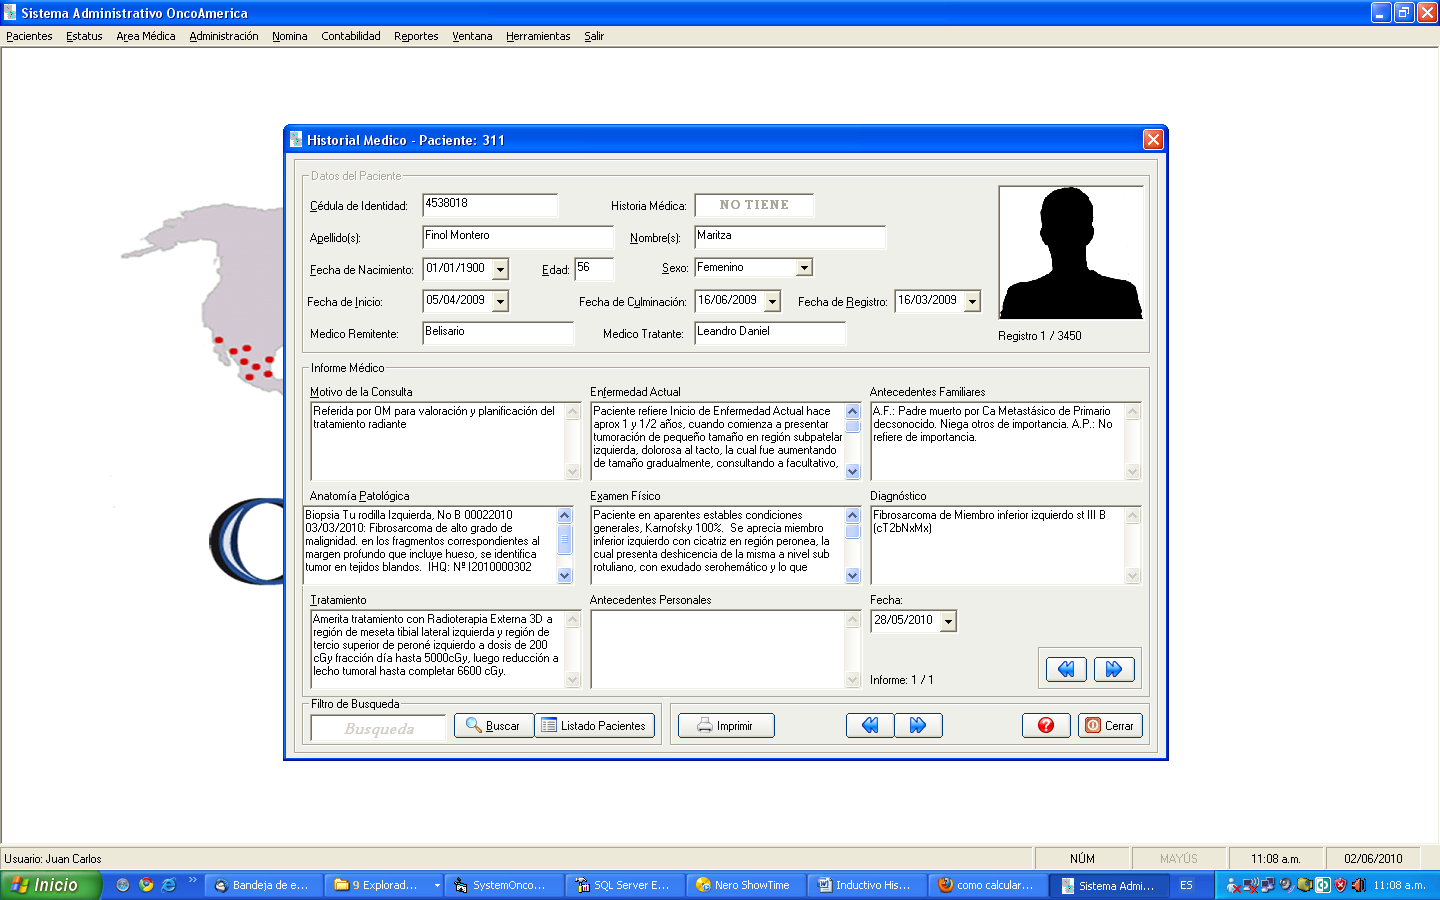 Sistema Administrativo OncoAmerica
Pacientes Estatus Area Médica Administración Nomina Contabilidad Reportes Ventana Herramientas Salir
Historial Medico - Paciente: 311
Datos del Paciente
Cédula de Identidad: 4538018 Historia Médica: NO TIENE
Apellido(s): Finol Montero Nombre(s): Maritza
Fecha de Nacimiento: 01/01/1900 Edad: 56 Sexo: Femenino
Fecha de Inicio: 05/04/2009 Fecha de Culminación: 16/06/2009 Fecha de Registro: 16/03/2009
Medico Remitente: Belisario Medico Tratante: Leandro Daniel
Registro 1 / 3450
Informe Médico
Motivo de la Consulta
Referida por OM para valoración y planificación del
tratamiento radiante
Enfermedad Actual
Paciente refiere Inicio de Enfermedad Actual hace
aprox 1 y 1/2 años, cuando comienza a presentar
tumoración de pequeño tamaño en región subpatelar
izquierda, dolorosa al tacto, la cual fue aumentando
de tamaño gradualmente, consultando a facultativo,
Antecedentes Familiares
A.F.: Padre muerto por Ca Metastásico de Primario
decsonocido. Niega otros de importancia. A.P.: No
refiere de importancia.
Anatomía Patológica
Biopsia Tu rodilla Izquierda, No B 00022010
03/03/2010: Fibrosarcoma de alto grado de
malignidad. en los fragmentos correspondientes al
margen profundo que incluye hueso, se identifica
tumor en tejidos blandos. IHQ: Nº I2010000302
Examen Físico
Paciente en aparentes estables condiciones
generales, Karnofsky 100%. Se aprecia miembro
inferior izquierdo con cicatriz en región peronea, la
cual presenta deshicencia de la misma a nivel sub
rotuliano, con exudado serohemático y lo que
Diagnóstico
Fibrosarcoma de Miembro inferior izquierdo st III B
(cT2bNxMx)
Tratamiento
Amerita tratamiento con Radioterapia Externa 3D a
región de meseta tibial lateral izquierda y región de
tercio superior de peroné izquierdo a dosis de 200
cGy fracción día hasta 5000cGy, luego reducción a
lecho tumoral hasta completar 6600 cGy.
Antecedentes Personales
Fecha:
28/05/2010
Informe: 1 / 1
Filtro de Busqueda
Busqueda Buscar Listado Pacientes Imprimir Cerrar
Usuario: Juan Carlos NÚM MAYÚS 11:08 a.m. 02/06/2010
Inicio Bandeja de e... 9 Explorad... SystemOnco... SQL Server E... Nero ShowTime Inductivo His... como calcular... Sistema Admi... ES 11:08 a.m.